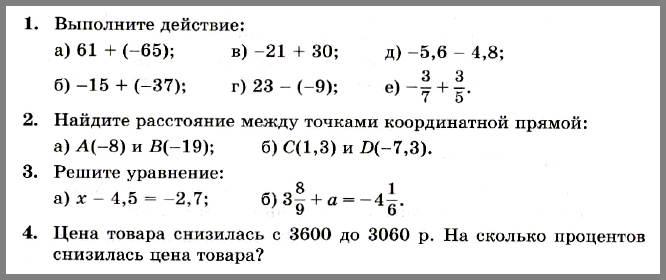 1. Выполните действие:
а) 61 + (–65); в) –21 + 30; д) –5,6 – 4,8;
б) –15 + (–37); г) 23 – (–9); е) –3/7 + 3/5.
2. Найдите расстояние между точками координатной прямой:
а) A(–8) и B(–19); б) C(1,3) и D(–7,3).
3. Решите уравнение:
а) x – 4,5 = –2,7; б) 3 8/9 + a = –4 1/6.
4. Цена товара снизилась с 3600 до 3060 р. На сколько процентов
снизилась цена товара?